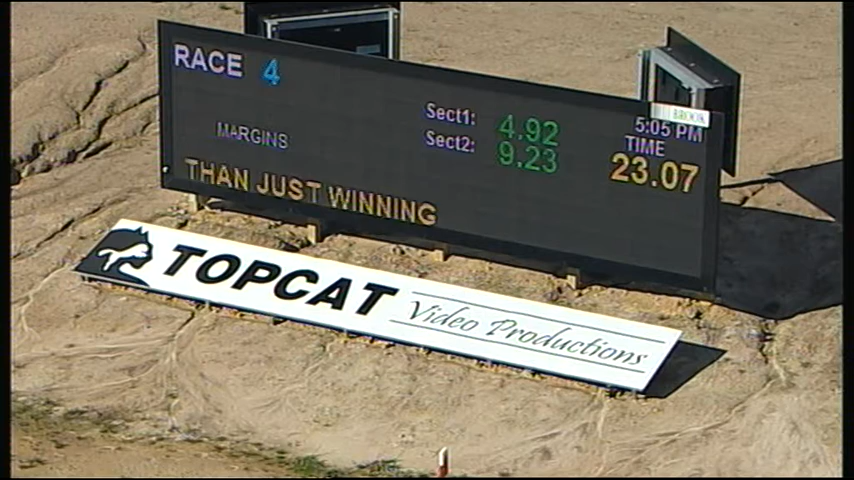 RACE 4
Sect1: 4.92
5:05 PM
MARGINS
Sect2: 9.23
TIME
23.07
THAN JUST WINNING
TOPCAT
Video Productions